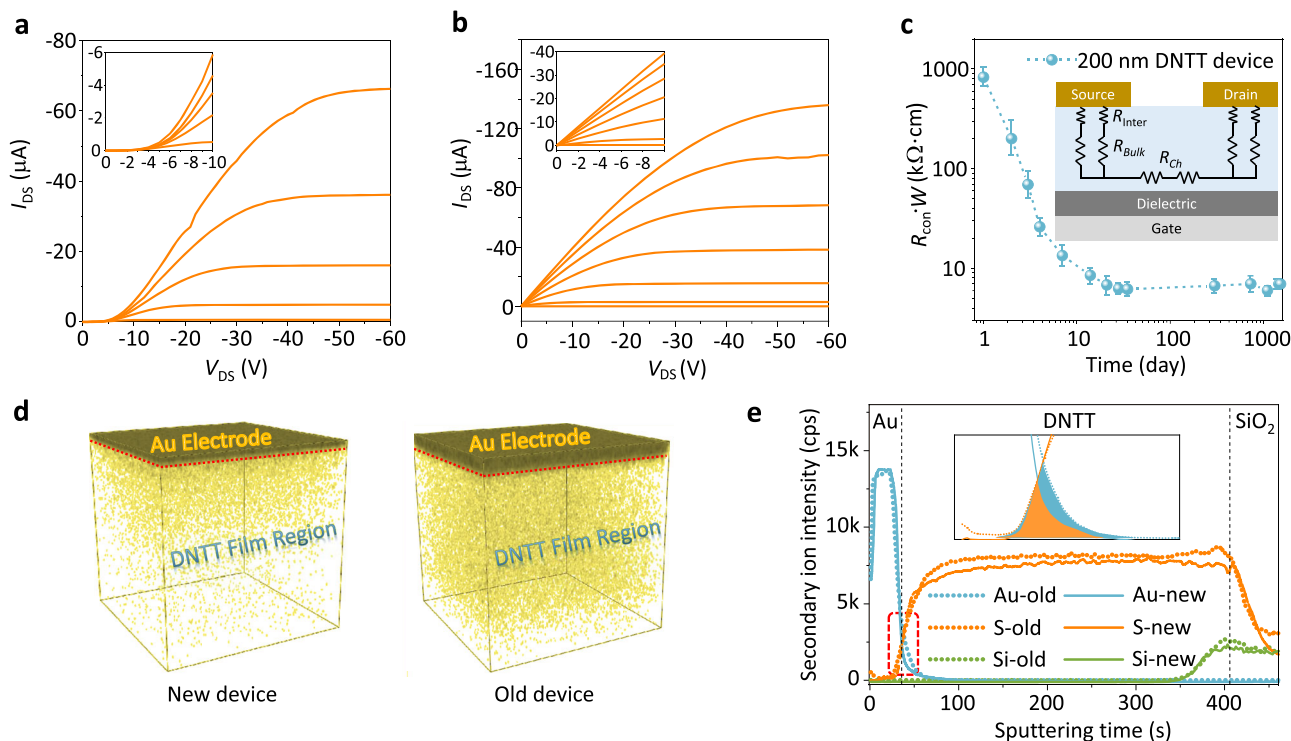 a
-80
-60
-40
-20
0
0 -10 -20 -30 -40 -50 -60
I_DS (μA)
V_DS (V)
-6
-4
-2
0
0 -2 -4 -6 -8 -10
b
-160
-120
-80
-40
0
0 -10 -20 -30 -40 -50 -60
I_DS (μA)
V_DS (V)
-40
-30
-20
-10
0
0 -2 -4 -6 -8
c
1000
100
10
1 10 100 1000
R_con·W (kΩ·cm)
Time (day)
200 nm DNTT device
Source Drain
R_Inter
R_Bulk
R_Ch
Dielectric
Gate
d
Au Electrode
DNTT Film Region
New device
Au Electrode
DNTT Film Region
Old device
e
Au DNTT SiO₂
15k
10k
5k
0
0 100 200 300 400
Secondary ion intensity (cps)
Sputtering time (s)
Au-old Au-new
S-old S-new
Si-old Si-new